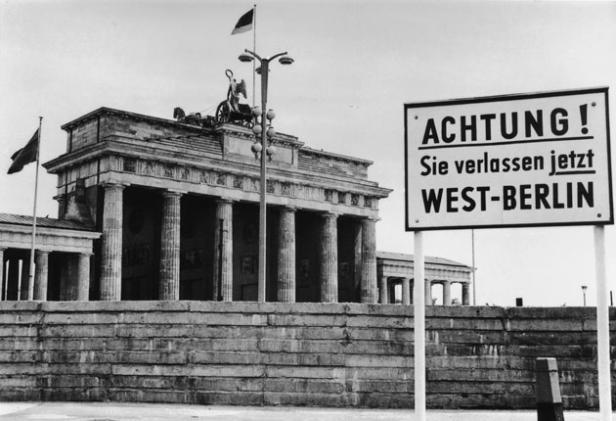 ACHTUNG!
Sie verlassen jetzt
WEST-BERLIN